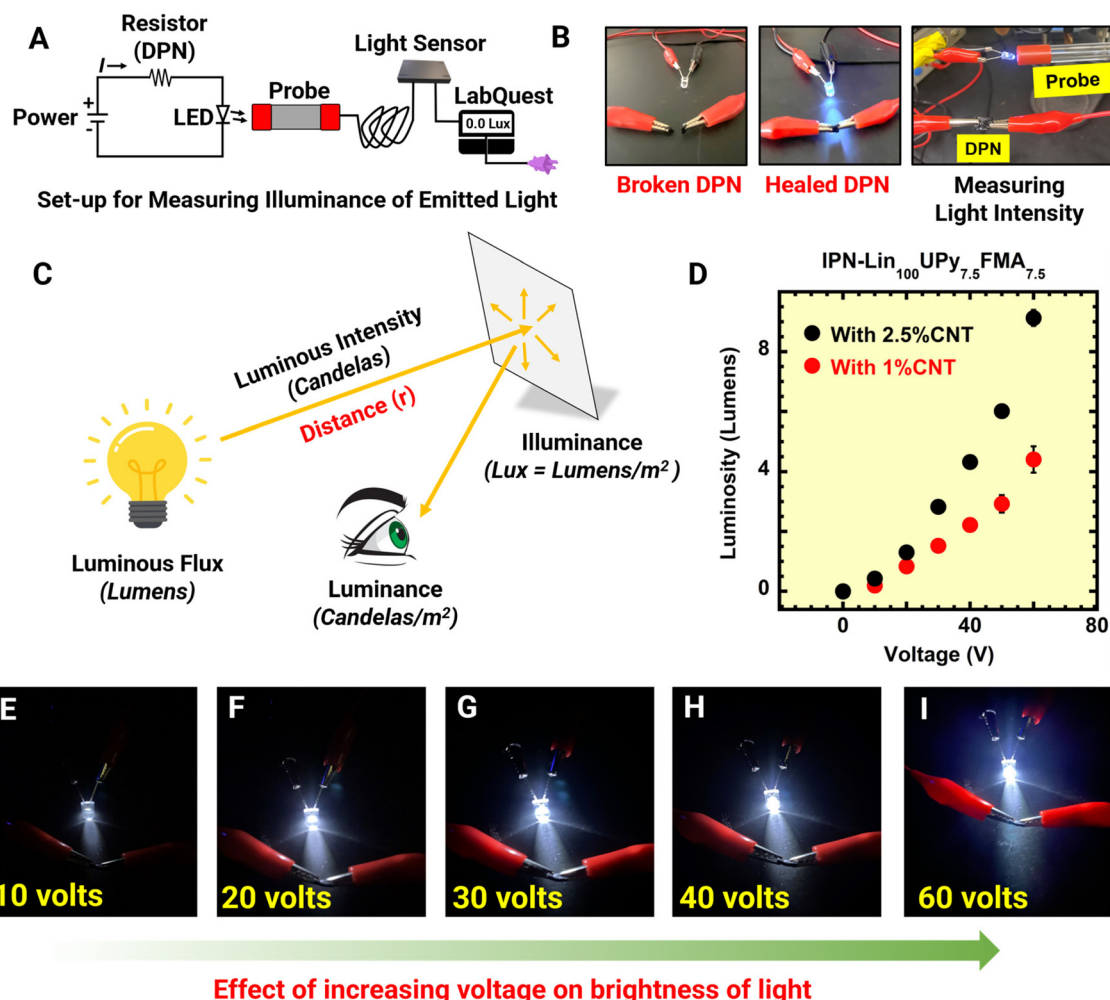 A
Resistor
(DPN)
I→
Power
+
-
LED
Probe
Light Sensor
LabQuest
0.0 Lux
Set-up for Measuring Illuminance of Emitted Light
B
Broken DPN
Healed DPN
Probe
DPN
Measuring
Light Intensity
C
Luminous Intensity
(Candelas)
Distance (r)
Illuminance
(Lux = Lumens/m²)
Luminous Flux
(Lumens)
Luminance
(Candelas/m²)
D
IPN-Lin₁₀₀UPy₇.₅FMA₇.₅
With 2.5%CNT
With 1%CNT
Luminosity (Lumens)
8
4
0
0 40 80
Voltage (V)
E
10 volts
F
20 volts
G
30 volts
H
40 volts
I
60 volts
Effect of increasing voltage on brightness of light